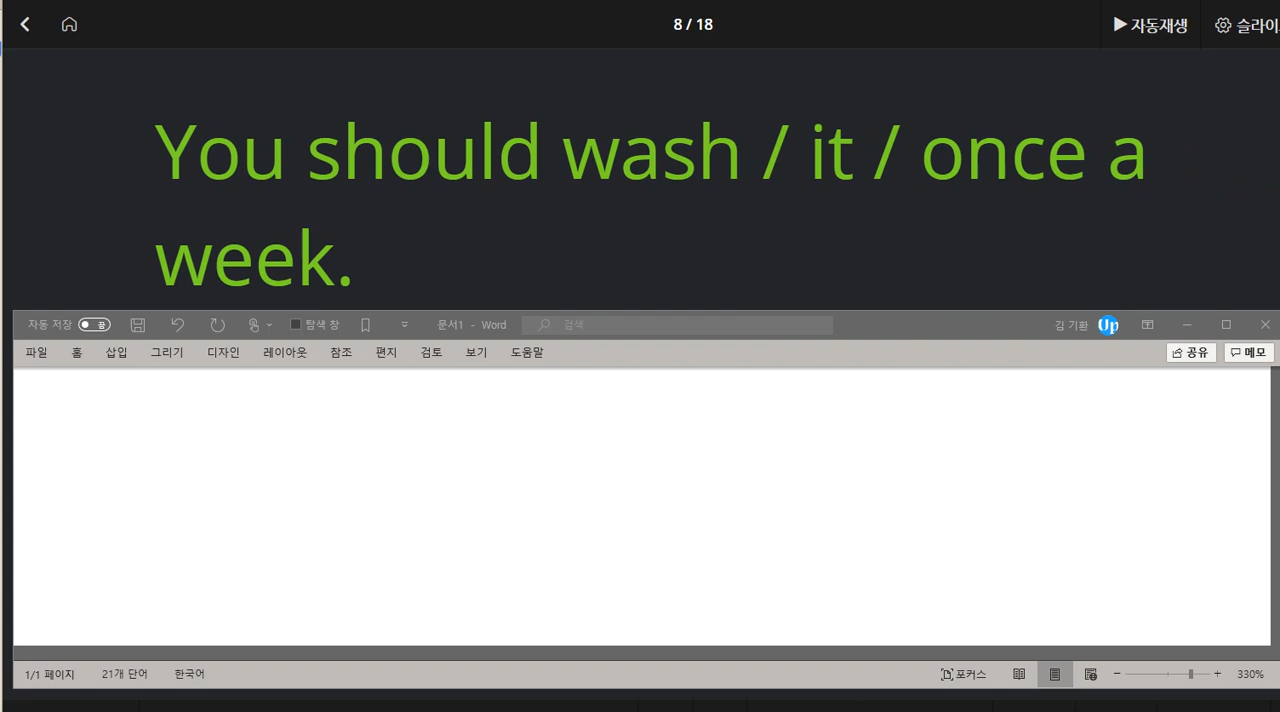 8 / 18
▶ 자동재생
슬라이
You should wash / it / once a
week.
자동 저장 끔
탐색 창
문서1 - Word
검색
김 기환
Up
파일 홈 삽입 그리기 디자인 레이아웃 참조 편지 검토 보기 도움말
공유
메모
1/1 페이지 21개 단어 한국어
포커스
- +
330%